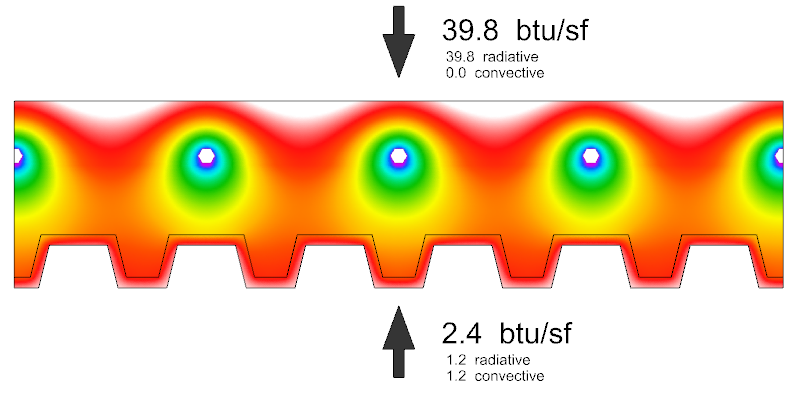 39.8 btu/sf
39.8 radiative
0.0 convective
2.4 btu/sf
1.2 radiative
1.2 convective